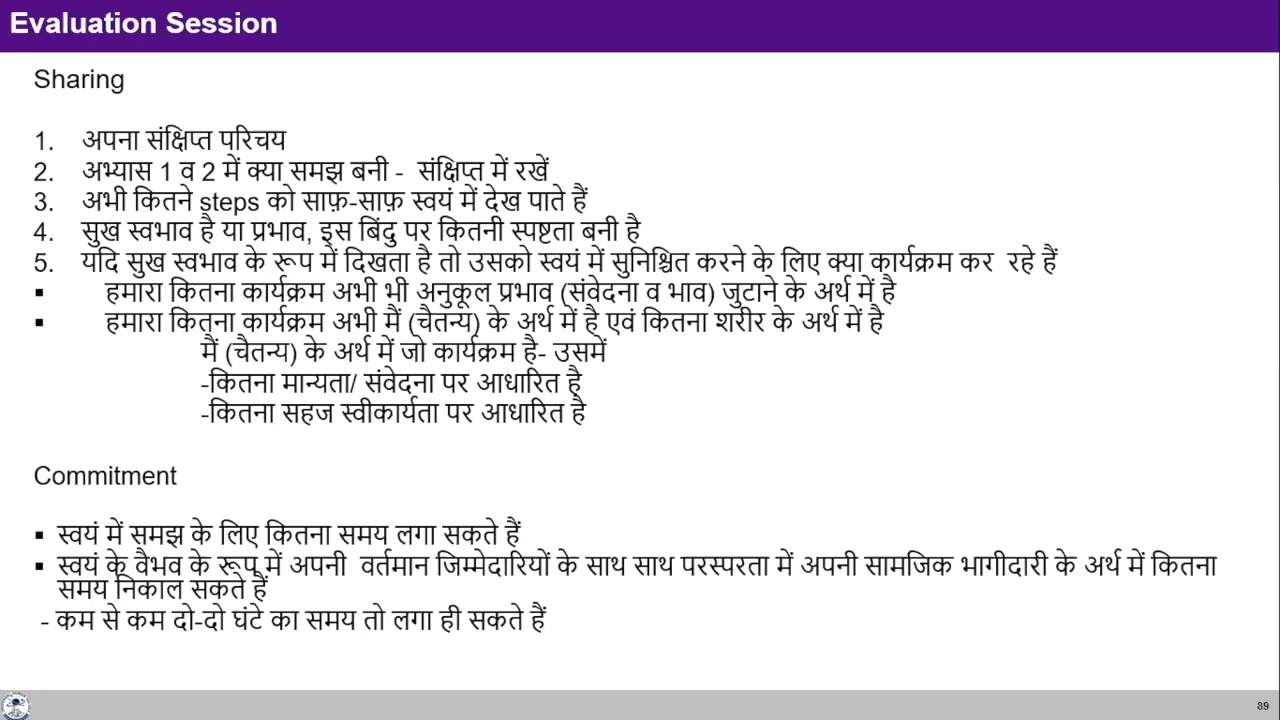 Evaluation Session
Sharing
1. अपना संक्षिप्त परिचय
2. अभ्यास 1 व 2 में क्या समझ बनी - संक्षिप्त में रखें
3. अभी कितने steps को साफ़-साफ़ स्वयं में देख पाते हैं
4. सुख स्वभाव है या प्रभाव, इस बिंदु पर कितनी स्पष्टता बनी है
5. यदि सुख स्वभाव के रूप में दिखता है तो उसको स्वयं में सुनिश्चित करने के लिए क्या कार्यक्रम कर रहे हैं
▪ हमारा कितना कार्यक्रम अभी भी अनुकूल प्रभाव (संवेदना व भाव) जुटाने के अर्थ में है
▪ हमारा कितना कार्यक्रम अभी मैं (चैतन्य) के अर्थ में है एवं कितना शरीर के अर्थ में है
मैं (चैतन्य) के अर्थ में जो कार्यक्रम है- उसमें
-कितना मान्यता/ संवेदना पर आधारित है
-कितना सहज स्वीकार्यता पर आधारित है
Commitment
▪ स्वयं में समझ के लिए कितना समय लगा सकते हैं
▪ स्वयं के वैभव के रूप में अपनी वर्तमान जिम्मेदारियों के साथ साथ परस्परता में अपनी सामजिक भागीदारी के अर्थ में कितना
समय निकाल सकते हैं
- कम से कम दो-दो घंटे का समय तो लगा ही सकते हैं
89